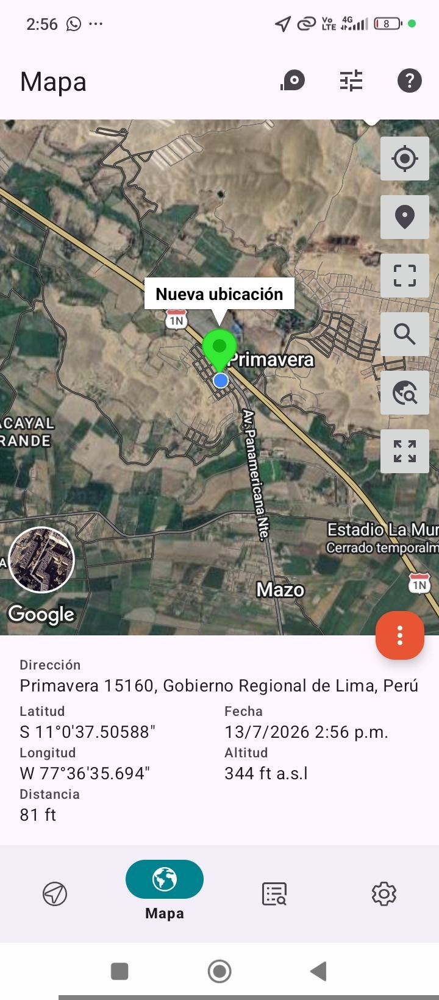 2:56
Vo
LTE
4G
8
Mapa
Nueva ubicación
1N
Primavera
ACAYAL
RANDE
Av. Panamericana Nte.
Estadio La Mur
Cerrado temporalm
A
Mazo
1N
Google
Dirección
Primavera 15160, Gobierno Regional de Lima, Perú
Latitud
Fecha
S 11°0'37.50588"
13/7/2026 2:56 p.m.
Longitud
Altitud
W 77°36'35.694"
344 ft a.s.l
Distancia
81 ft
Mapa